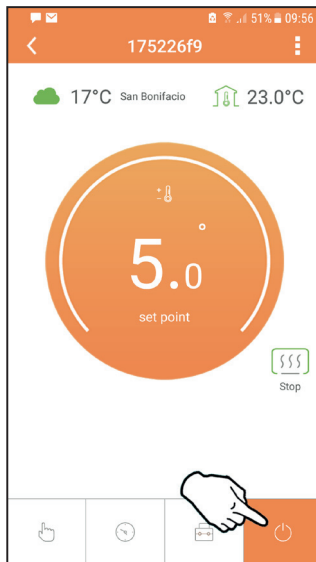 51% 09:56
175226f9
17°C San Bonifacio 23.0°C
5.0°
set point
Stop